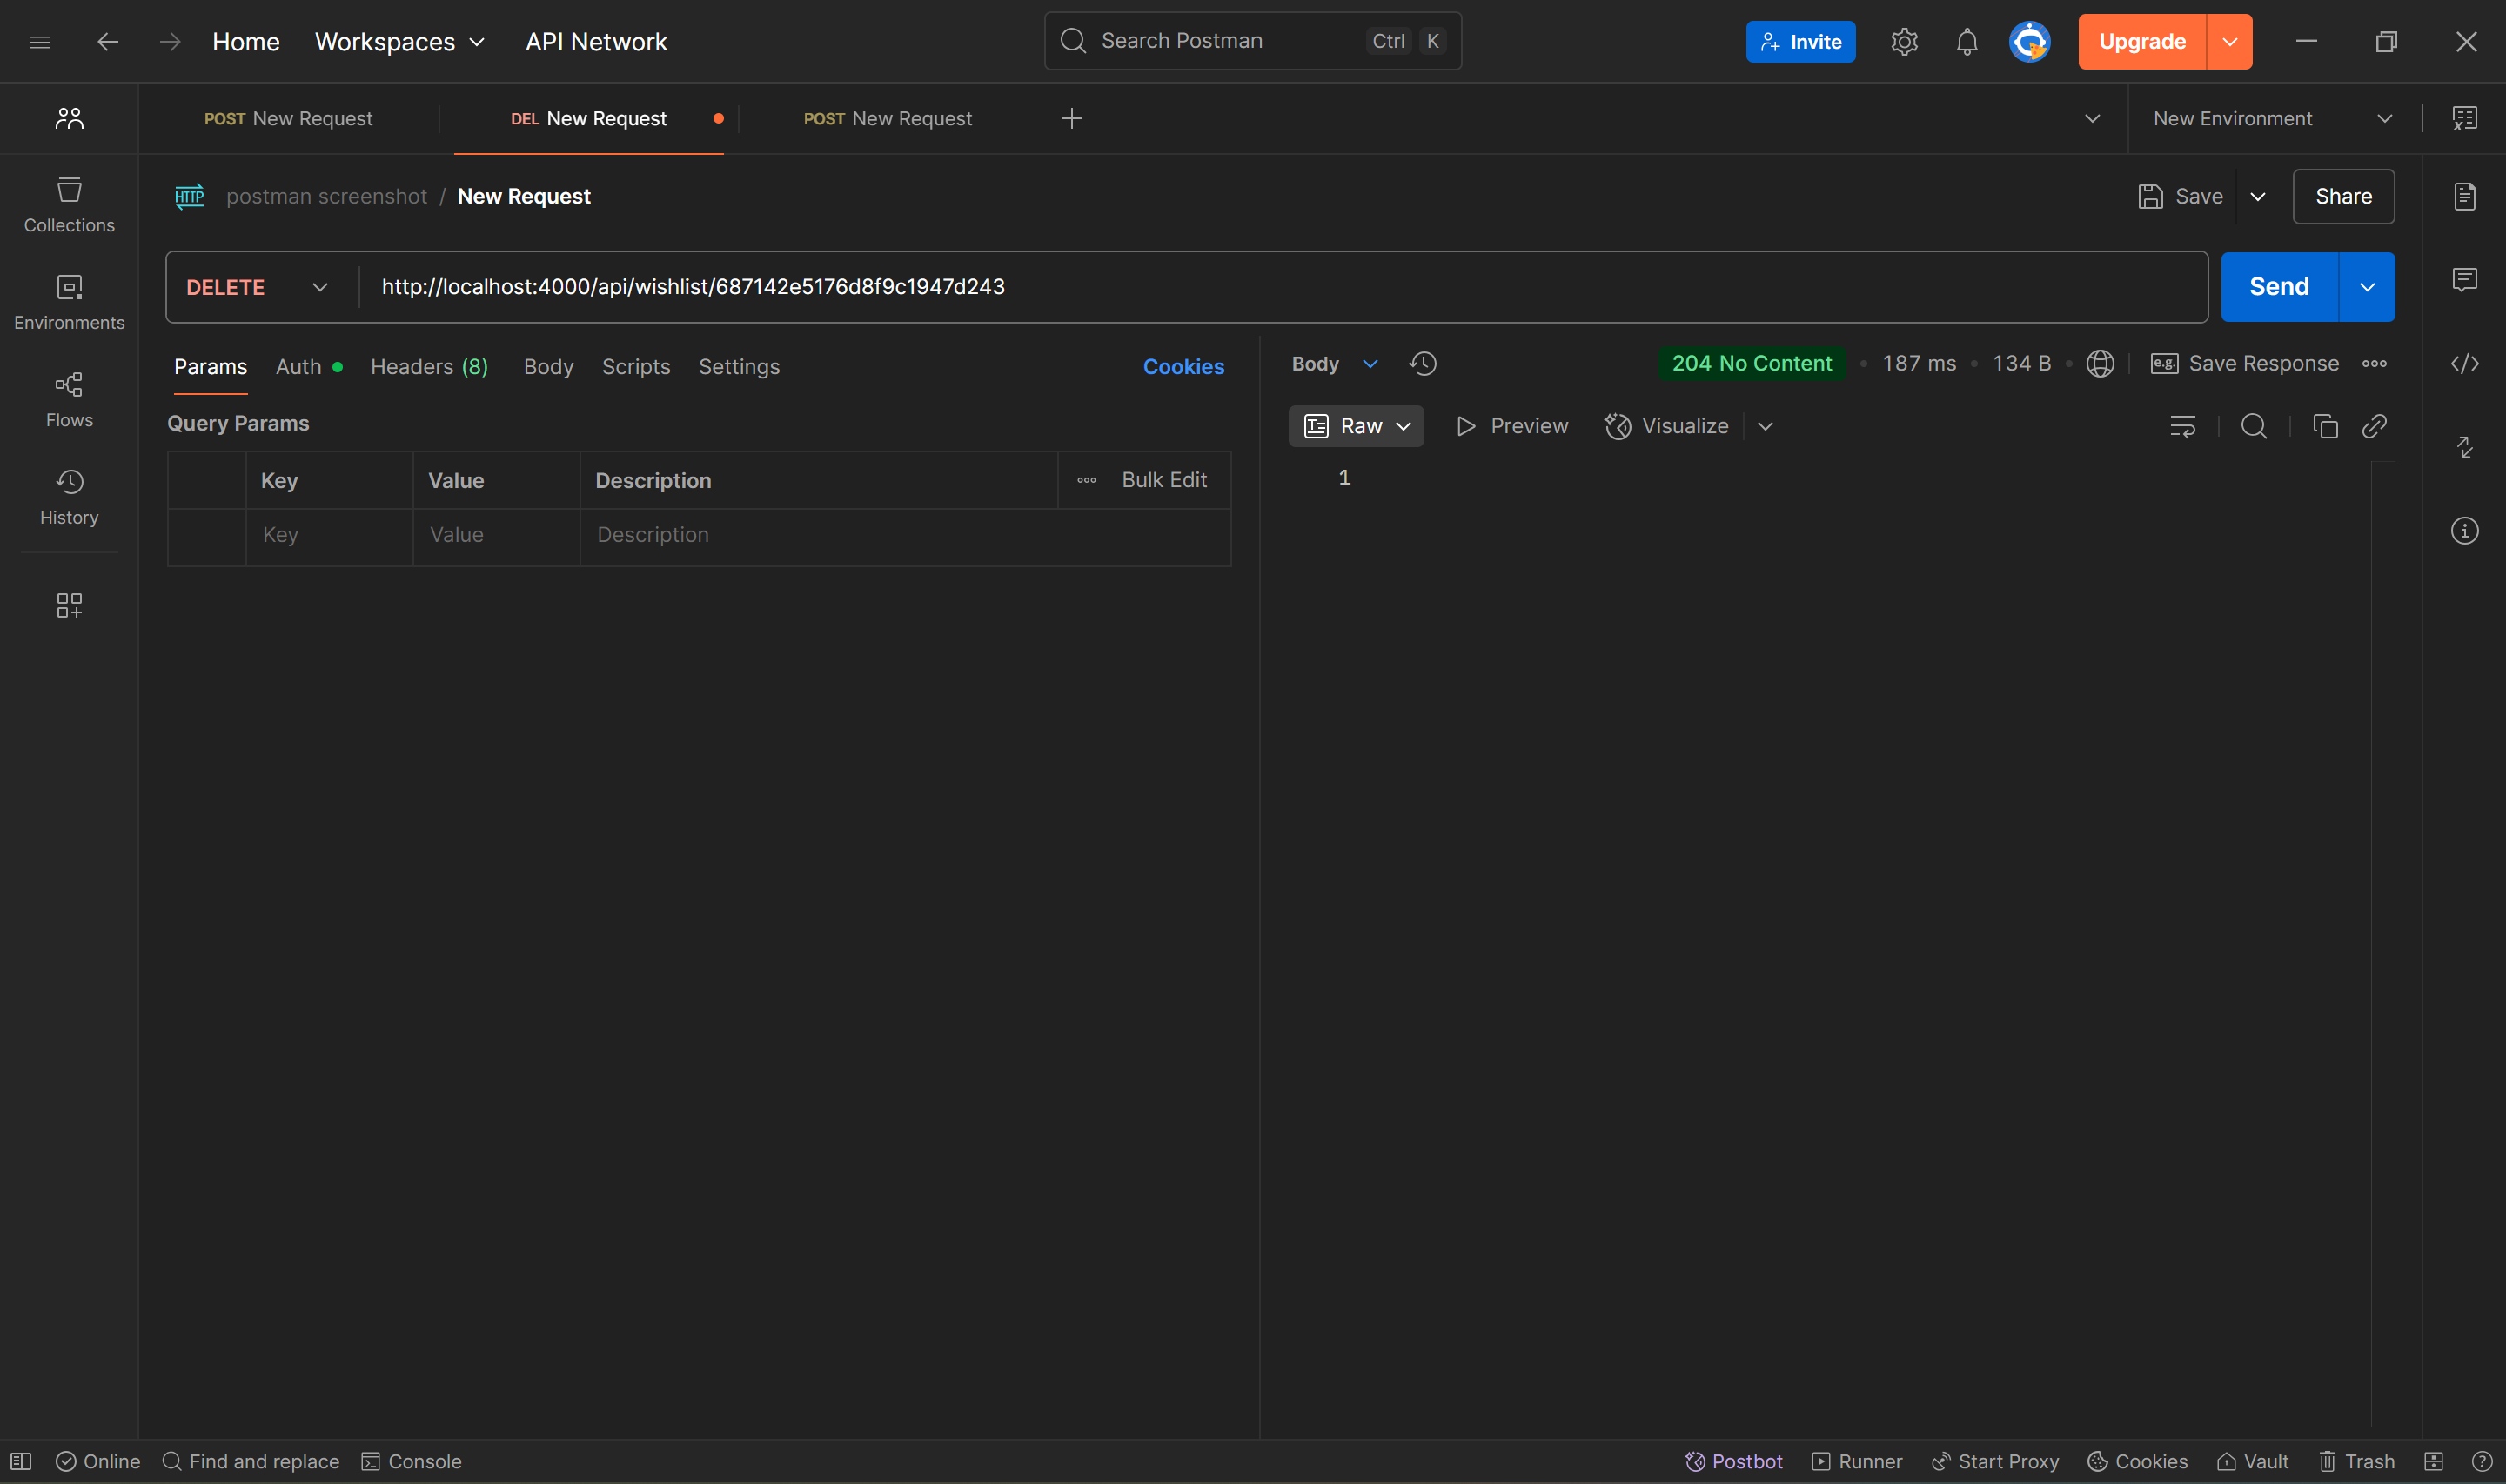 Home Workspaces API Network Search Postman Ctrl K Invite Upgrade
POST New Request DEL New Request POST New Request New Environment
HTTP postman screenshot / New Request Save Share
Collections
DELETE http://localhost:4000/api/wishlist/687142e5176d8f9c1947d243 Send
Environments
Params Auth Headers (8) Body Scripts Settings Cookies
Body 204 No Content 187 ms 134 B e.g. Save Response
Flows
Query Params
Raw Preview Visualize
Key Value Description Bulk Edit
1
History
Key Value Description
Online Find and replace Console Postbot Runner Start Proxy Cookies Vault Trash